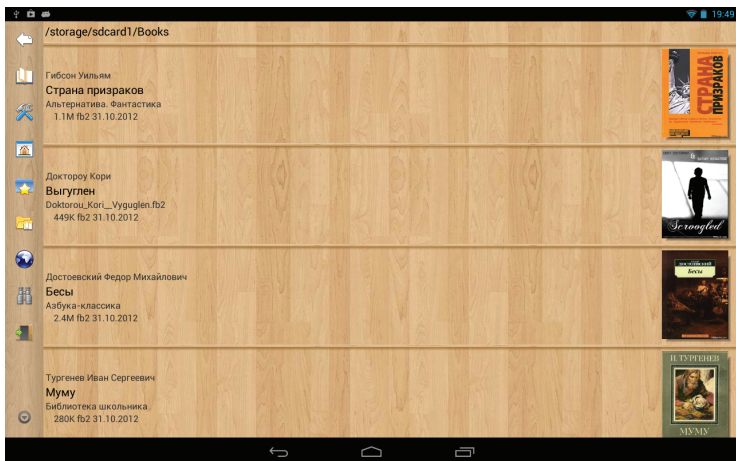 19:49
/storage/sdcard1/Books
Гибсон Уильям
Страна призраков
Альтернатива. Фантастика
1.1M fb2 31.10.2012
СТРАНА
ПРИЗРАКОВ
Доктороу Кори
Выгуглен
Doktorou_Kori__Vyguglen.fb2
449K fb2 31.10.2012
Scroogled
Достоевский Федор Михайлович
Бесы
Азбука-классика
2.4M fb2 31.10.2012
ДОСТОЕВСКИЙ
Бесы
Тургенев Иван Сергеевич
Муму
Библиотека школьника
280K fb2 31.10.2012
И. ТУРГЕНЕВ
МУМУ